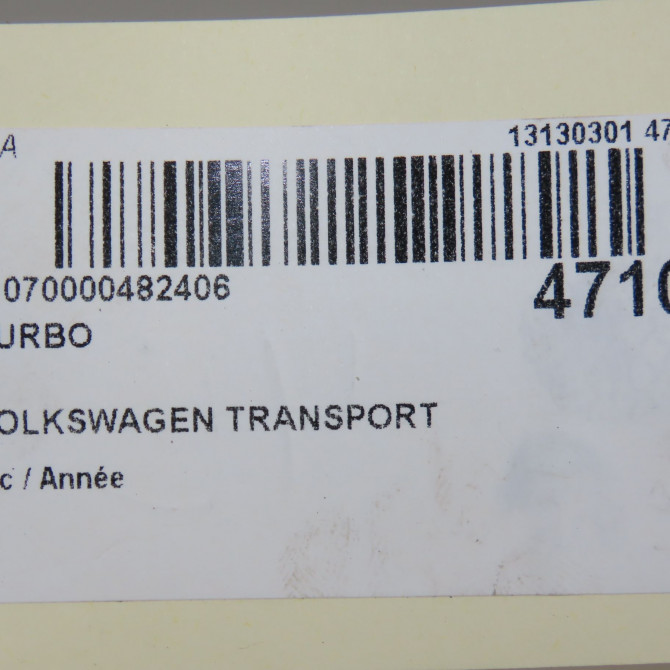 A
13130301 47
070000482406
4710
URBO
OLKSWAGEN TRANSPORT
c / Année